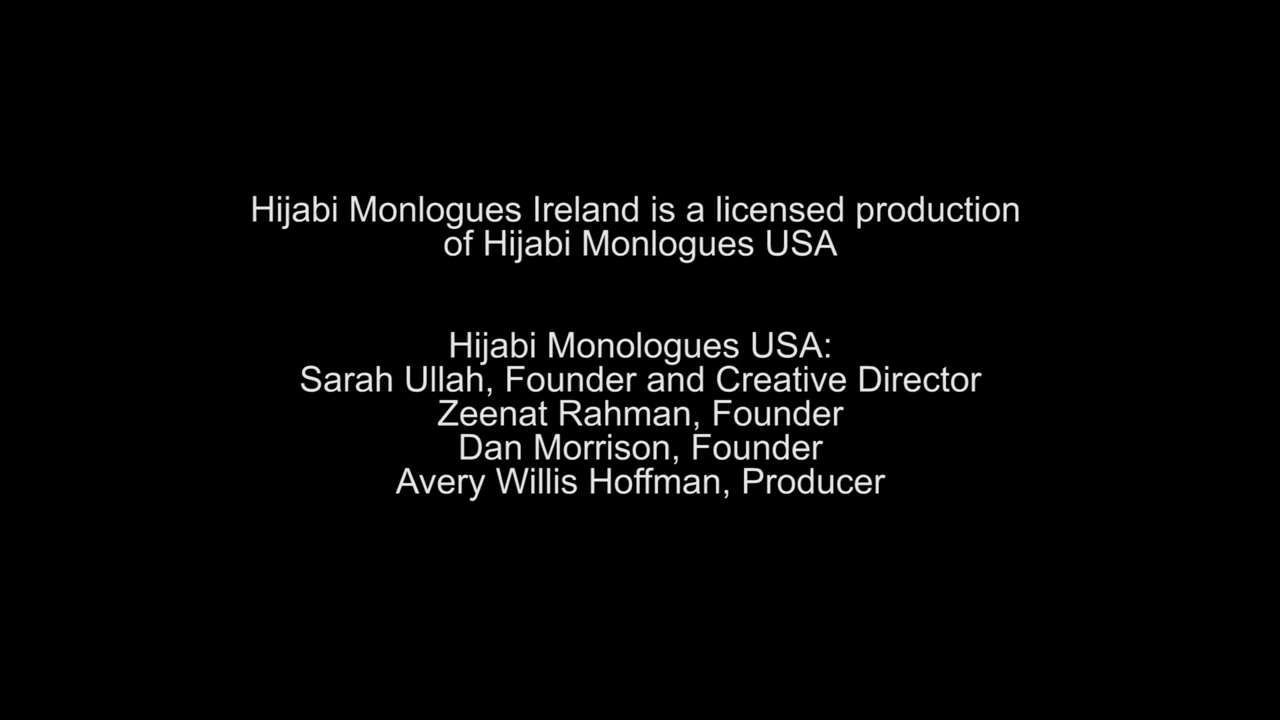 Hijabi Monlogues Ireland is a licensed production
of Hijabi Monlogues USA
Hijabi Monologues USA:
Sarah Ullah, Founder and Creative Director
Zeenat Rahman, Founder
Dan Morrison, Founder
Avery Willis Hoffman, Producer